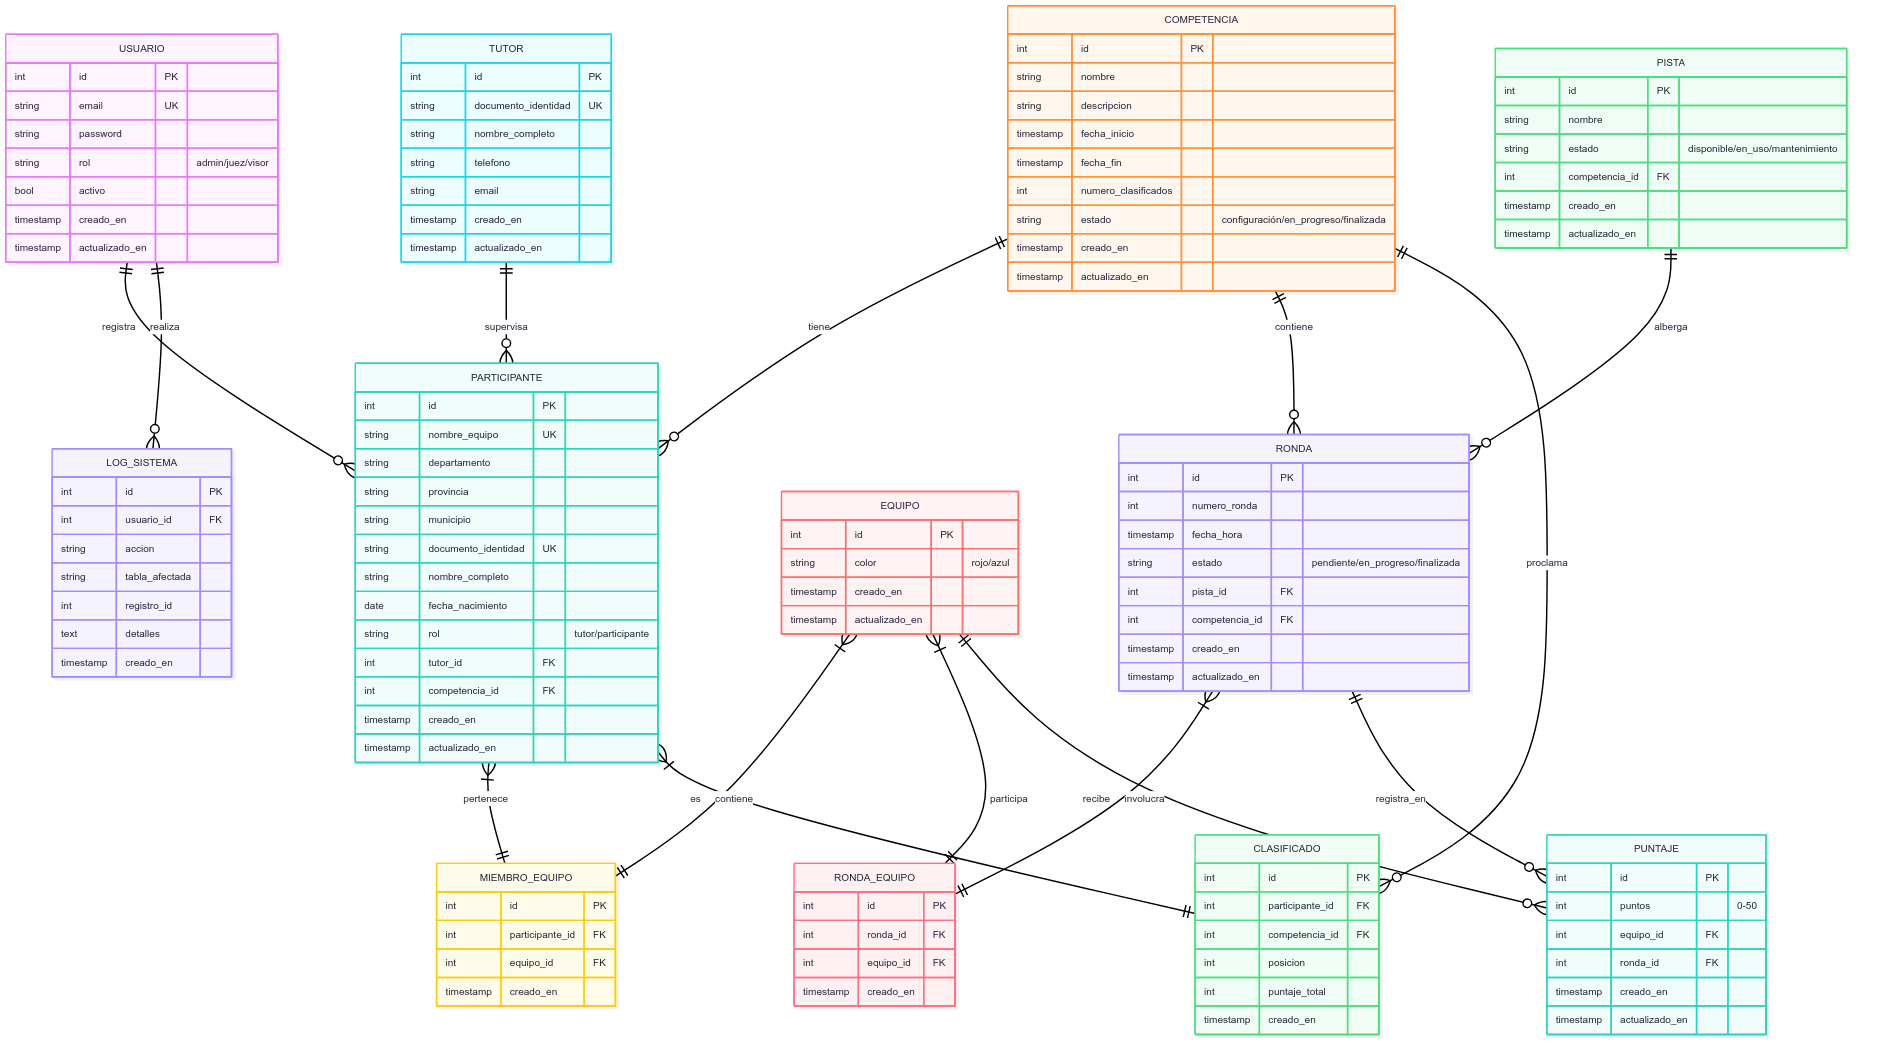 USUARIO
int id PK
string email UK
string password
string rol admin/juez/visor
bool activo
timestamp creado_en
timestamp actualizado_en
TUTOR
int id PK
string documento_identidad UK
string nombre_completo
string telefono
string email
timestamp creado_en
timestamp actualizado_en
COMPETENCIA
int id PK
string nombre
string descripcion
timestamp fecha_inicio
timestamp fecha_fin
int numero_clasificados
string estado configuración/en_progreso/finalizada
timestamp creado_en
timestamp actualizado_en
PISTA
int id PK
string nombre
string estado disponible/en_uso/mantenimiento
int competencia_id FK
timestamp creado_en
timestamp actualizado_en
registra
realiza
supervisa
tiene
contiene
alberga
LOG_SISTEMA
int id PK
int usuario_id FK
string accion
string tabla_afectada
int registro_id
text detalles
timestamp creado_en
PARTICIPANTE
int id PK
string nombre_equipo UK
string departamento
string provincia
string municipio
string documento_identidad UK
string nombre_completo
date fecha_nacimiento
string rol tutor/participante
int tutor_id FK
int competencia_id FK
timestamp creado_en
timestamp actualizado_en
EQUIPO
int id PK
string color rojo/azul
timestamp creado_en
timestamp actualizado_en
RONDA
int id PK
int numero_ronda
timestamp fecha_hora
string estado pendiente/en_progreso/finalizada
int pista_id FK
int competencia_id FK
timestamp creado_en
timestamp actualizado_en
proclama
pertenece
es
contiene
participa
recibe
involucra
registra_en
MIEMBRO_EQUIPO
int id PK
int participante_id FK
int equipo_id FK
timestamp creado_en
RONDA_EQUIPO
int id PK
int ronda_id FK
int equipo_id FK
timestamp creado_en
CLASIFICADO
int id PK
int participante_id FK
int competencia_id FK
int posicion
int puntaje_total
timestamp creado_en
PUNTAJE
int id PK
int puntos 0-50
int equipo_id FK
int ronda_id FK
timestamp creado_en
timestamp actualizado_en